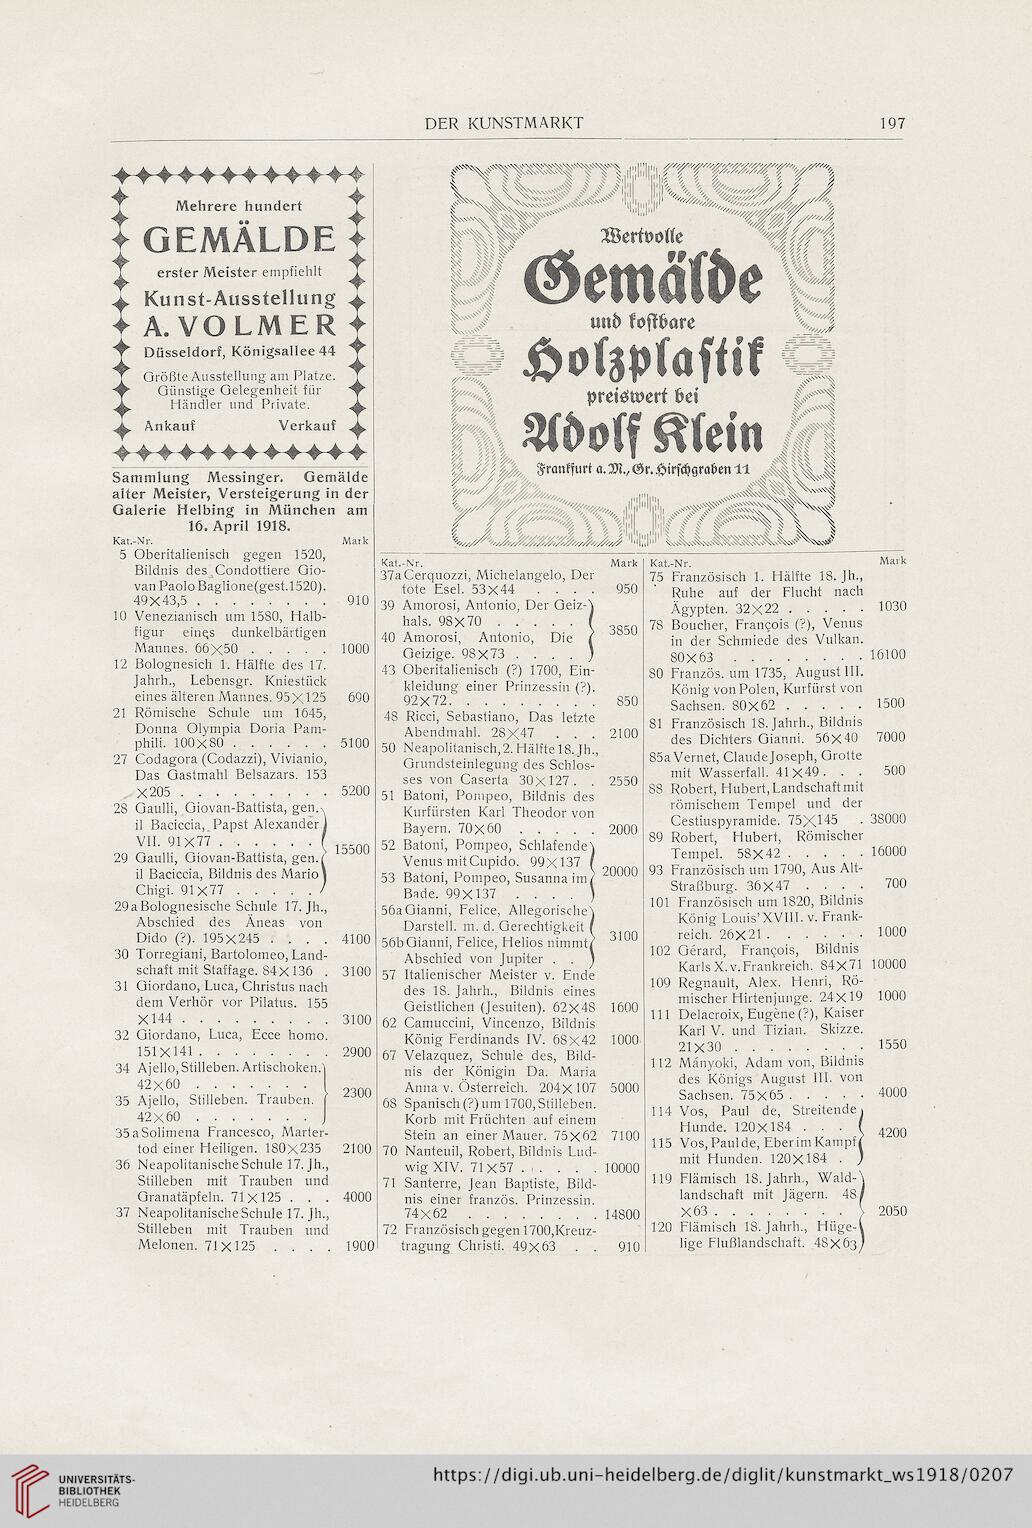 DER KUNSTMARKT 197
Mehrere hundert
GEMÄLDE
erster Meister empfiehlt
Kunst-Ausstellung
A. VOLMER
Düsseldorf, Königsallee 44
Größte Ausstellung am Platze.
Günstige Gelegenheit für
Händler und Private.
Ankauf Verkauf
Wertvolle
Gemälde
und kostbare
Holzplastik
preiswert bei
Adolf Klein
Frankfurt a. M., Gr. Hirschgraben 11
Sammlung Messinger. Gemälde
alter Meister, Versteigerung in der
Galerie Helbing in München am
16. April 1918.
Kat.-Nr. Mark
5 Oberitalienisch gegen 1520,
Bildnis des Condottiere Gio-
van Paolo Baglione (gest. 1520).
49×43,5 . . . . . . . . 910
10 Venezianisch um 1580, Halb-
figur eines dunkelbärtigen
Mannes. 66×50 . . . . . 1000
12 Bolognesich 1. Hälfte des 17.
Jahrh., Lebensgr. Kniestück
eines älteren Mannes. 95×125 690
21 Römische Schule um 1645,
Donna Olympia Doria Pam-
phili. 100×80 . . . . . . 5100
27 Codagora (Codazzi), Vivianio,
Das Gastmahl Belsazars. 153
×205 . . . . . . . . . 5200
28 Gaulli, Giovan-Battista, gen.
il Baciccia, Papst Alexander
VII. 91×77 . . . . . .
15500
29 Gaulli, Giovan-Battista, gen.
il Baciccia, Bildnis des Mario
Chigi. 91×77 . . . . .
29a Bolognesische Schule 17. Jh.,
Abschied des Äneas von
Dido (?). 195×245 . . . . 4100
30 Torregiani, Bartolomeo, Land-
schaft mit Staffage. 84×136 . 3100
31 Giordano, Luca, Christus nach
dem Verhör vor Pilatus. 155
×144 . . . . . . . . . 3100
32 Giordano, Luca, Ecce homo.
151×141 . . . . . . . . 2900
34 Ajello, Stilleben. Artischoken.
42×60 . . . . . . .
2300
35 Ajello, Stilleben. Trauben.
42×60 . . . . . . .
35a Solimena Francesco, Marter-
tod einer Heiligen. 180×235 2100
36 Neapolitanische Schule 17. Jh.,
Stilleben mit Trauben und
Granatäpfeln. 71×125 . . . 4000
37 Neapolitanische Schule 17. Jh.,
Stilleben mit Trauben und
Melonen. 71×125 . . . . 1900
Kat.-Nr. Mark
37a Cerquozzi, Michelangelo, Der
tote Esel. 53×44 . . . . 950
39 Amorosi, Antonio, Der Geiz-
hals. 98×70 . . . . .
3850
40 Amorosi, Antonio, Die
Geizige. 98×73 . . . .
43 Oberitalienisch (?) 1700, Ein-
kleidung einer Prinzessin (?).
92×72. . . . . . . . . 850
48 Ricci, Sebastiano, Das letzte
Abendmahl. 28×47 . . . 2100
50 Neapolitanisch, 2. Hälfte 18. Jh.,
Grundsteinlegung des Schlos-
ses von Caserta 30×127. . 2550
51 Batoni, Pompeo, Bildnis des
Kurfürsten Karl Theodor von
Bayern. 70×60 . . . . . 2000
52 Batoni, Pompeo, Schlafende
Venus mit Cupido. 99×137
20000
53 Batoni, Pompeo, Susanna im
Bade. 99×137 . . . .
56a Gianni, Felice, Allegorische
Darstell. m. d. Gerechtigkeit
3100
56b Gianni, Felice, Helios nimmt
Abschied von Jupiter . .
57 Italienischer Meister v. Ende
des 18. Jahrh., Bildnis eines
Geistlichen (Jesuiten). 62×48 1600
62 Camuccini, Vincenzo, Bildnis
König Ferdinands IV. 68×42 1000
67 Velazquez, Schule des, Bild-
nis der Königin Da. Maria
Anna v. Österreich. 204×107 5000
68 Spanisch (?) um 1700, Stilleben.
Korb mit Früchten auf einem
Stein an einer Mauer. 75×62 7100
70 Nanteuil, Robert, Bildnis Lud-
wig XIV. 71×57 . . . . . 10000
71 Santerre, Jean Baptiste, Bild-
nis einer französ. Prinzessin.
74×62 . . . . . . . . 14800
72 Französisch gegen 1700, Kreuz-
tragung Christi. 49×63 . . 910
Kat.-Nr. Mark
75 Französisch 1. Hälfte 18. Jh.,
Ruhe auf der Flucht nach
Ägypten. 32×22 . . . . . 1030
78 Boucher, François (?), Venus
in der Schmiede des Vulkan.
80×63 . . . . . . . . 16100
80 Französ. um 1735, August III.
König von Polen, Kurfürst von
Sachsen. 80×62 . . . . . 1500
81 Französisch 18. Jahrh., Bildnis
des Dichters Gianni. 56×40 7000
85a Vernet, Claude Joseph, Grotte
mit Wasserfall. 41×49. . . 500
88 Robert, Hubert, Landschaft mit
römischem Tempel und der
Cestiuspyramide. 75×145 . 38000
89 Robert, Hubert, Römischer
Tempel. 58×42 . . . . . 16000
93 Französisch um 1790, Aus Alt-
Straßburg. 36×47 . . . . 700
101 Französisch um 1820, Bildnis
König Louis' XVIII. v. Frank-
reich. 26×21 . . . . . . 1000
102 Gérard, François, Bildnis
Karls X. v. Frankreich. 84×71 10000
109 Regnault, Alex. Henri, Rö-
mischer Hirtenjunge. 24×19 1000
111 Delacroix, Eugène (?), Kaiser
Karl V. und Tizian. Skizze.
21×30 . . . . . . . . 1550
112 Mányoki, Adam von, Bildnis
des Königs August III. von
Sachsen. 75×65 . . . . . 4000
114 Vos, Paul de, Streitende
Hunde. 120×184 . . . .
4200
115 Vos, Paul de, Eber im Kampf
mit Hunden. 120×184 .
119 Flämisch 18. Jahrh., Wald-
landschaft mit Jägern. 48
×63 . . . . . . . . 2050
120 Flämisch 18. Jahrh., Hüge-
lige Flußlandschaft. 48×63
UNIVERSITÄTS-
BIBLIOTHEK
HEIDELBERG
https://digi.ub.uni-heidelberg.de/diglit/kunstmarkt_ws1918/0207